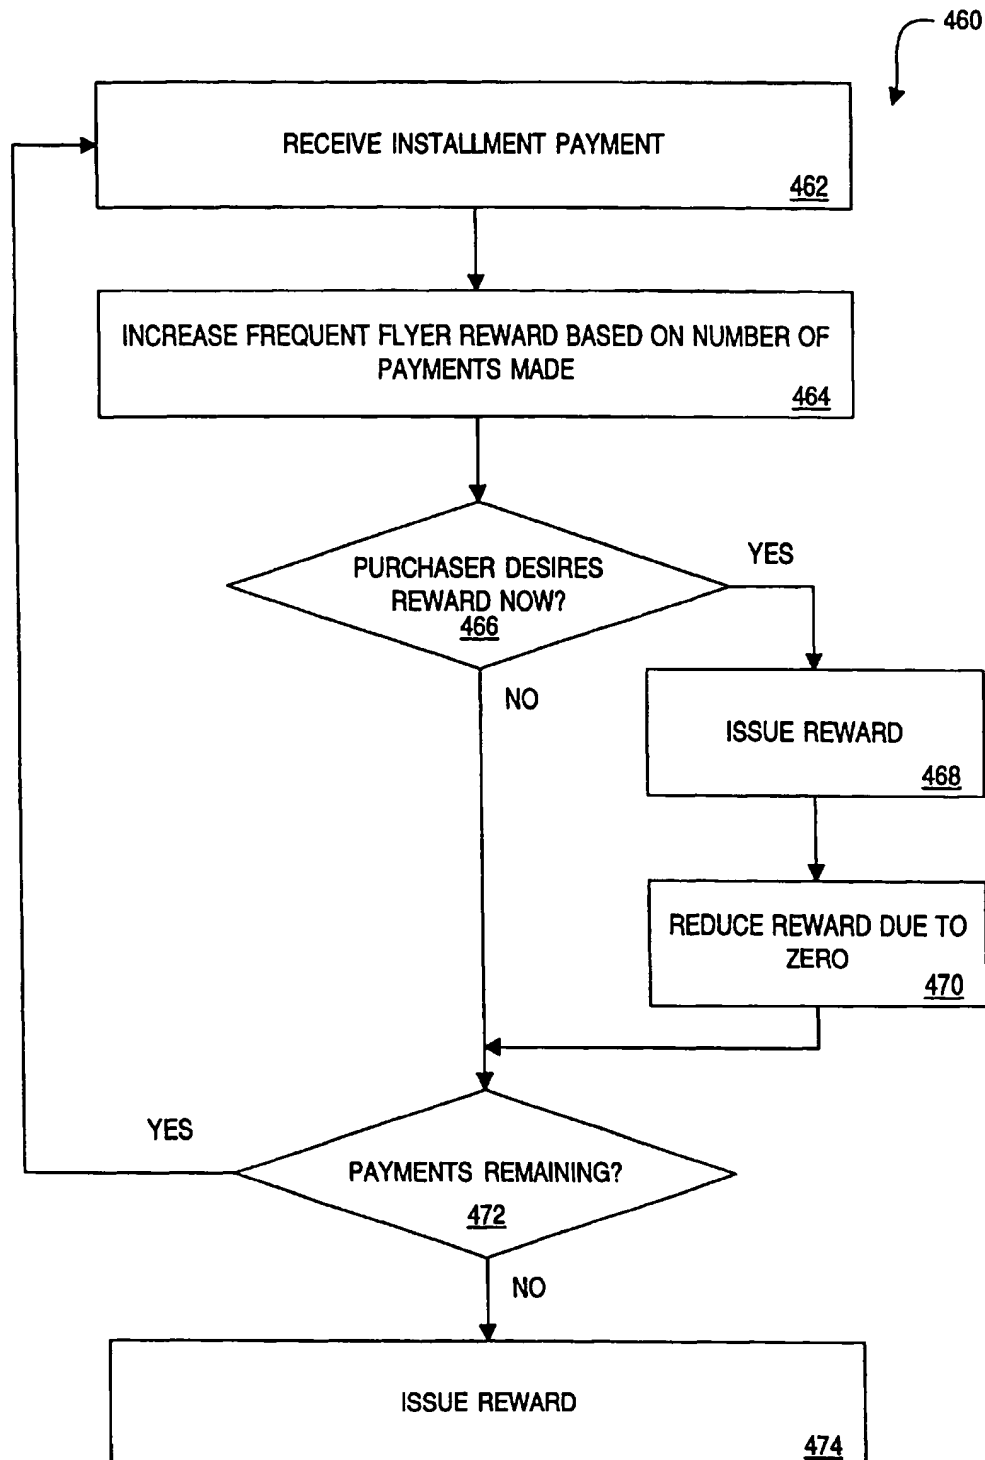 460
RECEIVE INSTALLMENT PAYMENT
462
INCREASE FREQUENT FLYER REWARD BASED ON NUMBER OF
PAYMENTS MADE
464
PURCHASER DESIRES
REWARD NOW?
466
YES
NO
ISSUE REWARD
468
REDUCE REWARD DUE TO
ZERO
470
YES
PAYMENTS REMAINING?
472
NO
ISSUE REWARD
474